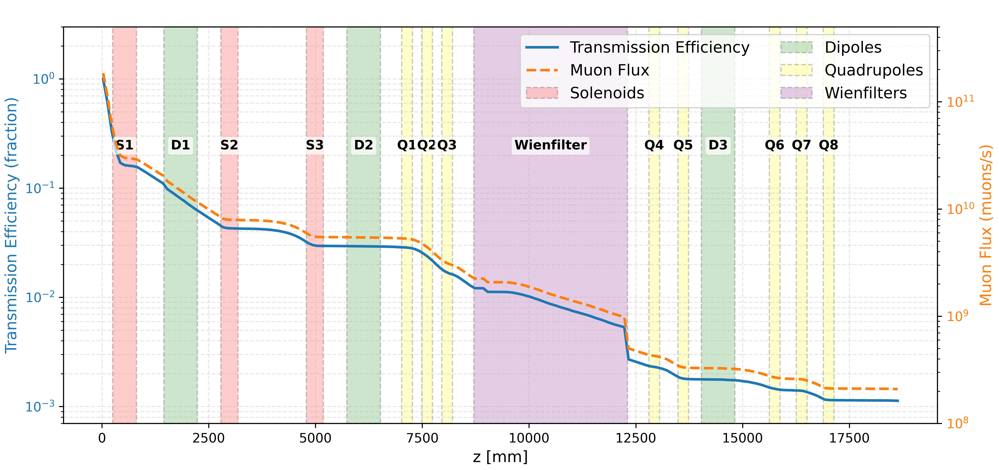 Transmission Efficiency
Muon Flux
Solenoids
Dipoles
Quadrupoles
Wienfilters
10⁰
10⁻¹
10⁻²
10⁻³
Transmission Efficiency (fraction)
S1
D1
S2
S3
D2
Q1
Q2
Q3
Wienfilter
Q4
Q5
D3
Q6
Q7
Q8
10¹¹
10¹⁰
10⁹
10⁸
Muon Flux (muons/s)
0
2500
5000
7500
10000
12500
15000
17500
z [mm]